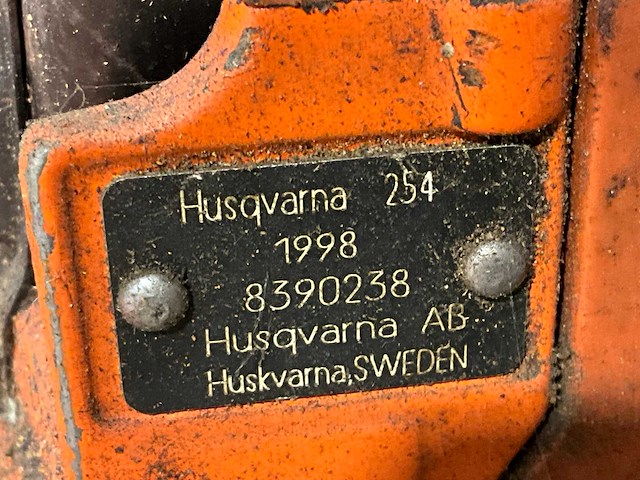 Husqvarna 254
1998
8390238
Husqvarna AB
Huskvarna,SWEDEN